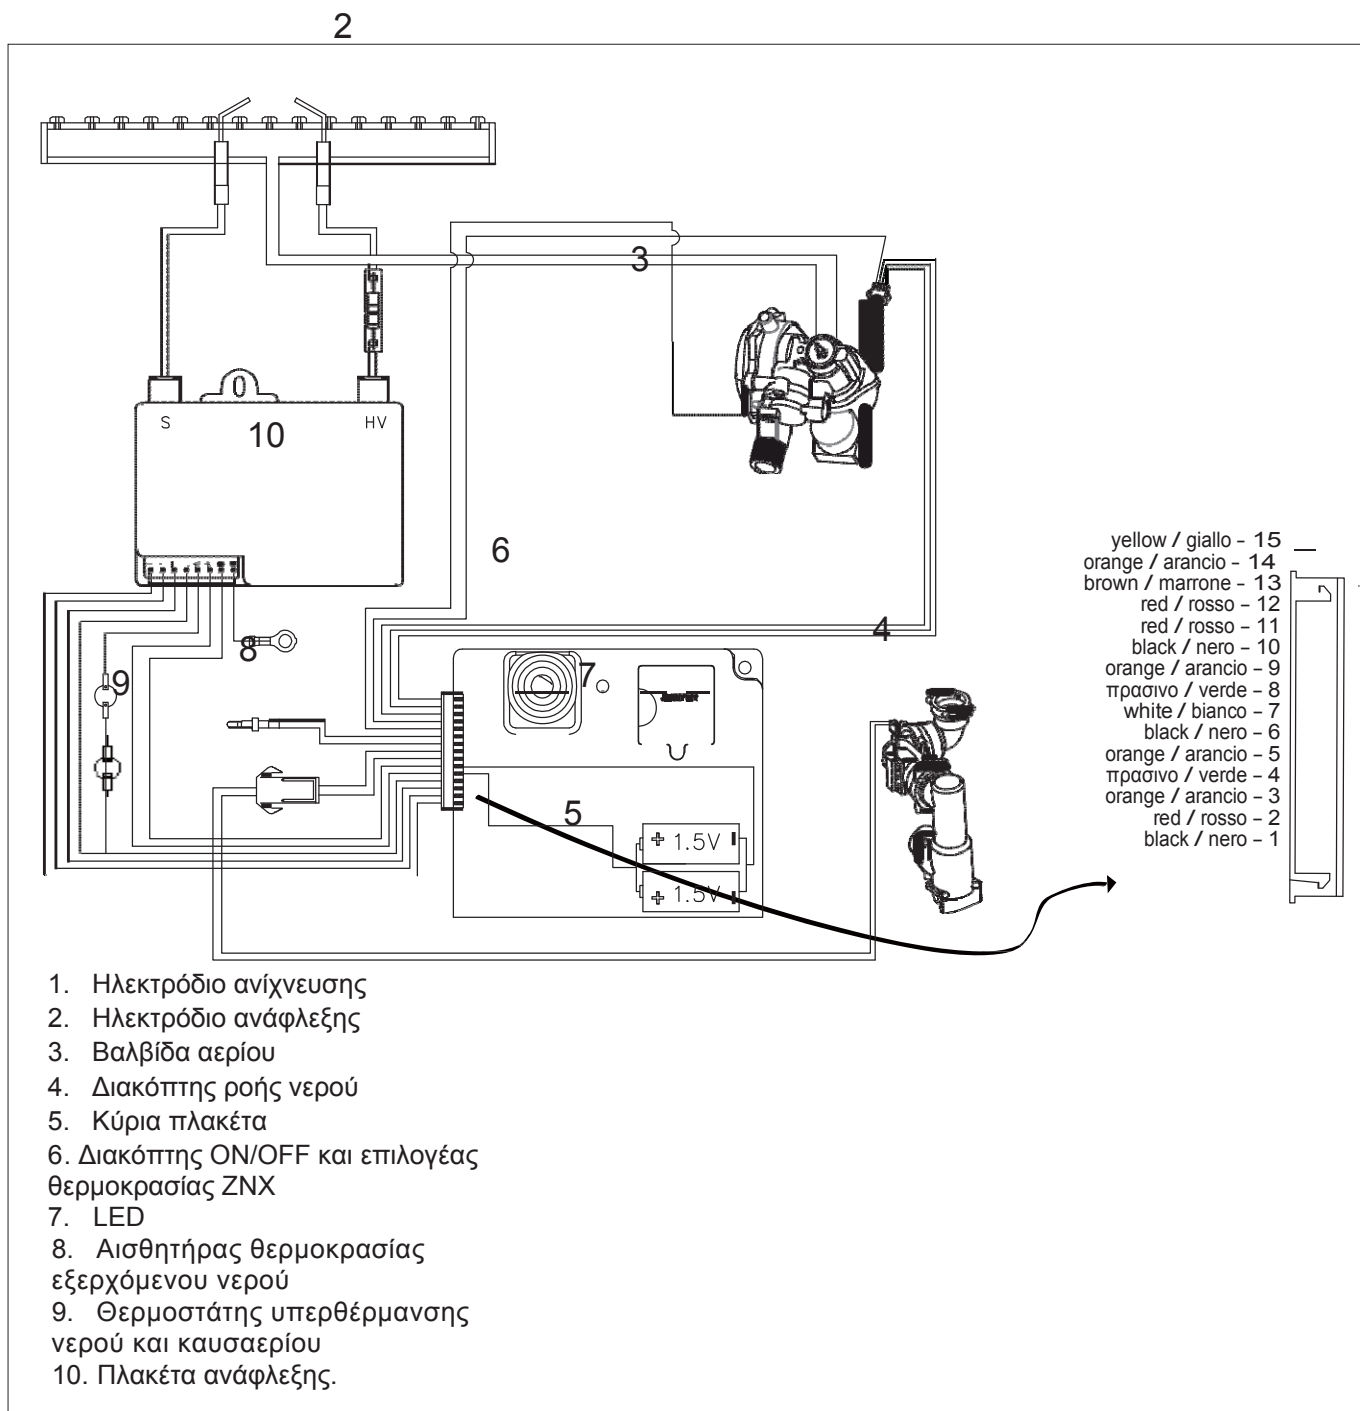 2
3
0
S
HV
10
6
yellow / giallo - 15
orange / arancio - 14
brown / marrone - 13
red / rosso - 12
red / rosso - 11
black / nero - 10
orange / arancio - 9
πρασινο / verde - 8
white / bianco - 7
black / nero - 6
orange / arancio - 5
πρασινο / verde - 4
orange / arancio - 3
red / rosso - 2
black / nero - 1
4
8
7
9
5
+ 1.5V -
+ 1.5V -
1. Ηλεκτρόδιο ανίχνευσης
2. Ηλεκτρόδιο ανάφλεξης
3. Βαλβίδα αερίου
4. Διακόπτης ροής νερού
5. Κύρια πλακέτα
6. Διακόπτης ON/OFF και επιλογέας
θερμοκρασίας ΖΝΧ
7. LED
8. Αισθητήρας θερμοκρασίας
εξερχόμενου νερού
9. Θερμοστάτης υπερθέρμανσης
νερού και καυσαερίου
10. Πλακέτα ανάφλεξης.